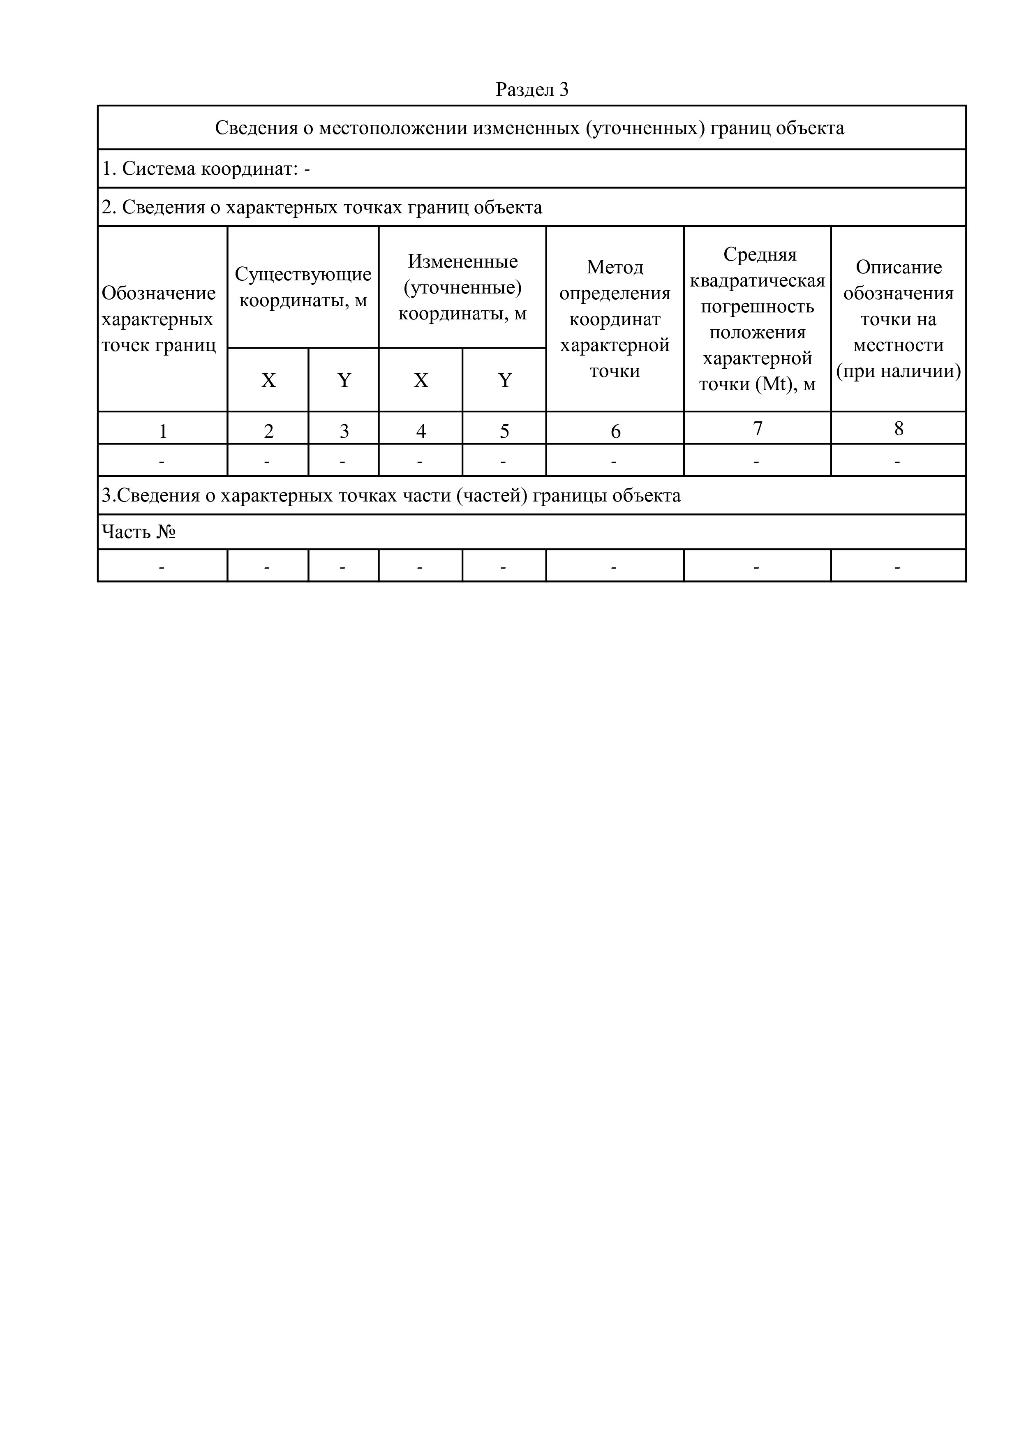 Раздел 3
Сведения о местоположении измененных (уточненных) границ объекта
1. Система координат: -
2. Сведения о характерных точках границ объекта
Обозначение
характерных
точек границ
Существующие
координаты, м
Измененные
(уточненные)
координаты, м
Метод
определения
координат
характерной
точки
Средняя
квадратическая
погрешность
положения
характерной
точки (Mt), м
Описание
обозначения
точки на
местности
(при наличии)
X Y X Y
1 2 3 4 5 6 7 8
- - - - - - - -
3.Сведения о характерных точках части (частей) границы объекта
Часть №
- - - - - - - -